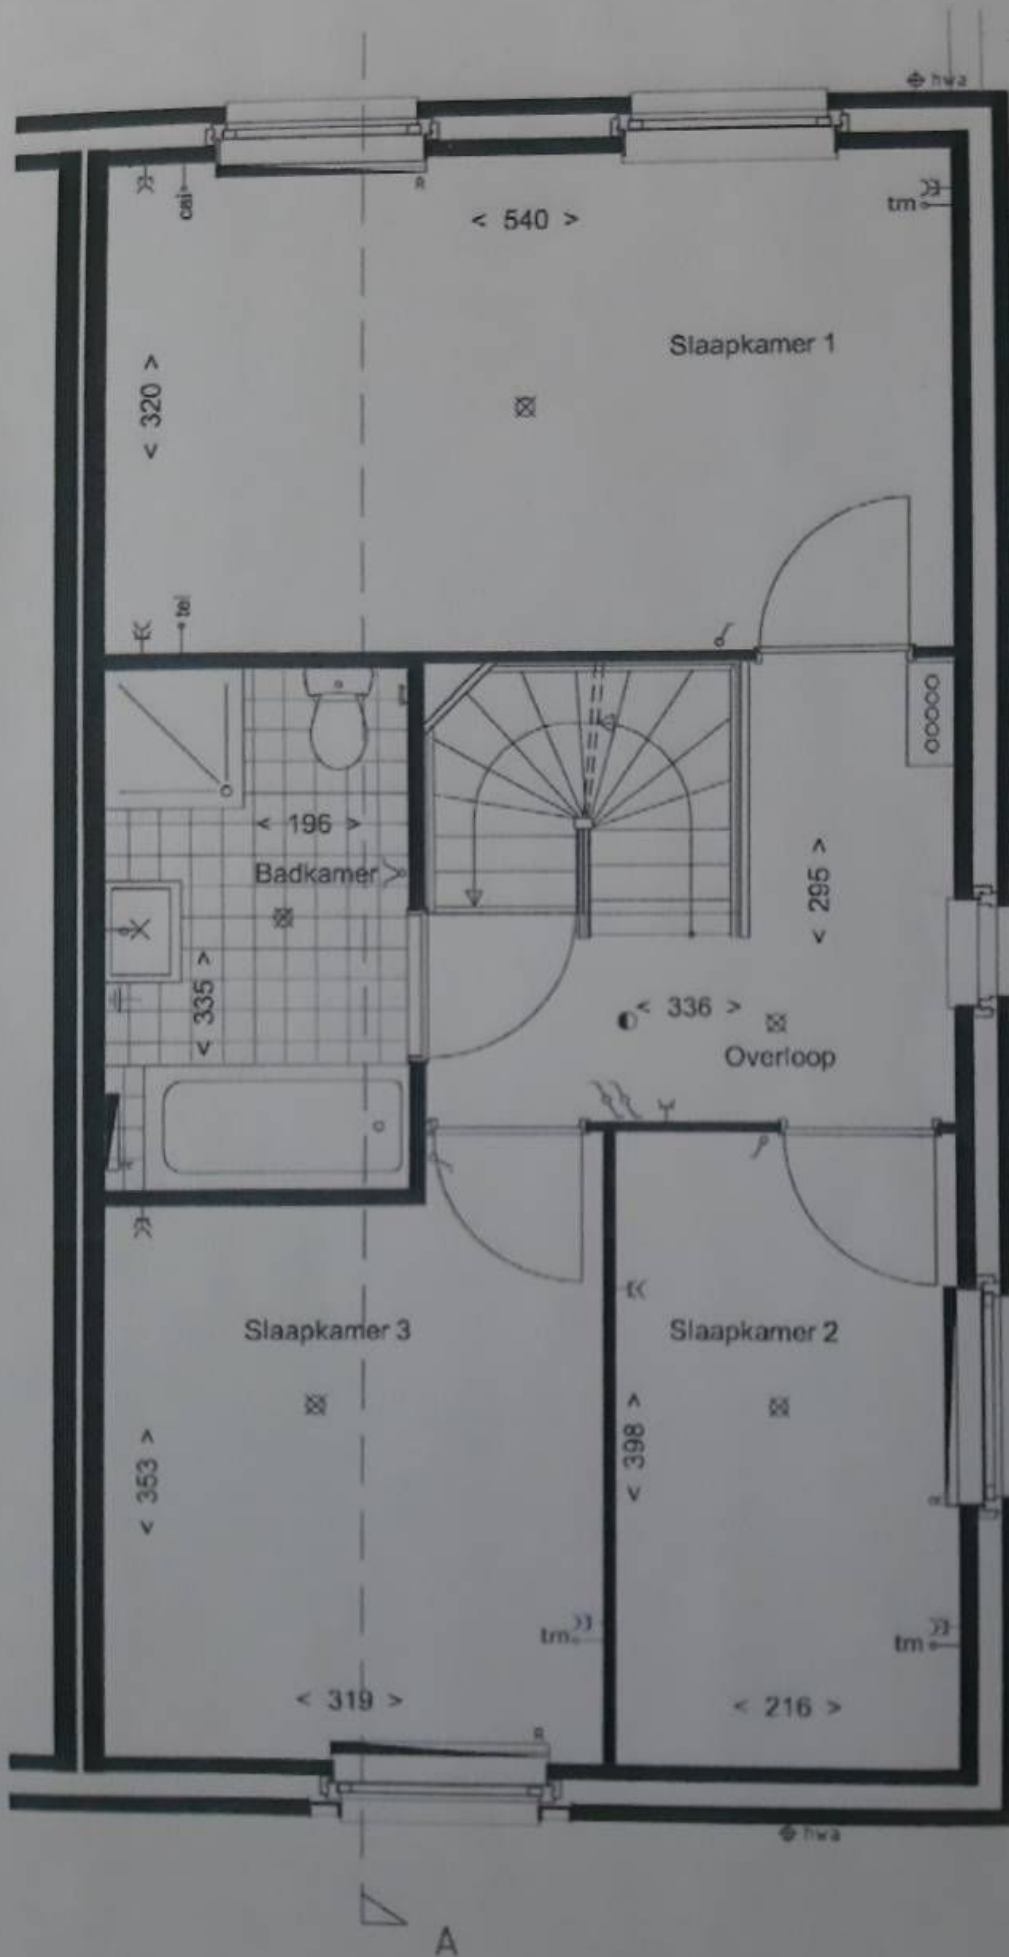 hwa
R
cai
< 540 >
tm
Slaapkamer 1
< 320 >
tel
< 196 >
Badkamer
< 295 >
< 335 >
< 336 >
Overloop
Slaapkamer 3
Slaapkamer 2
< 353 >
< 398 >
R
tm
tm
< 319 >
< 216 >
R
hwa
A